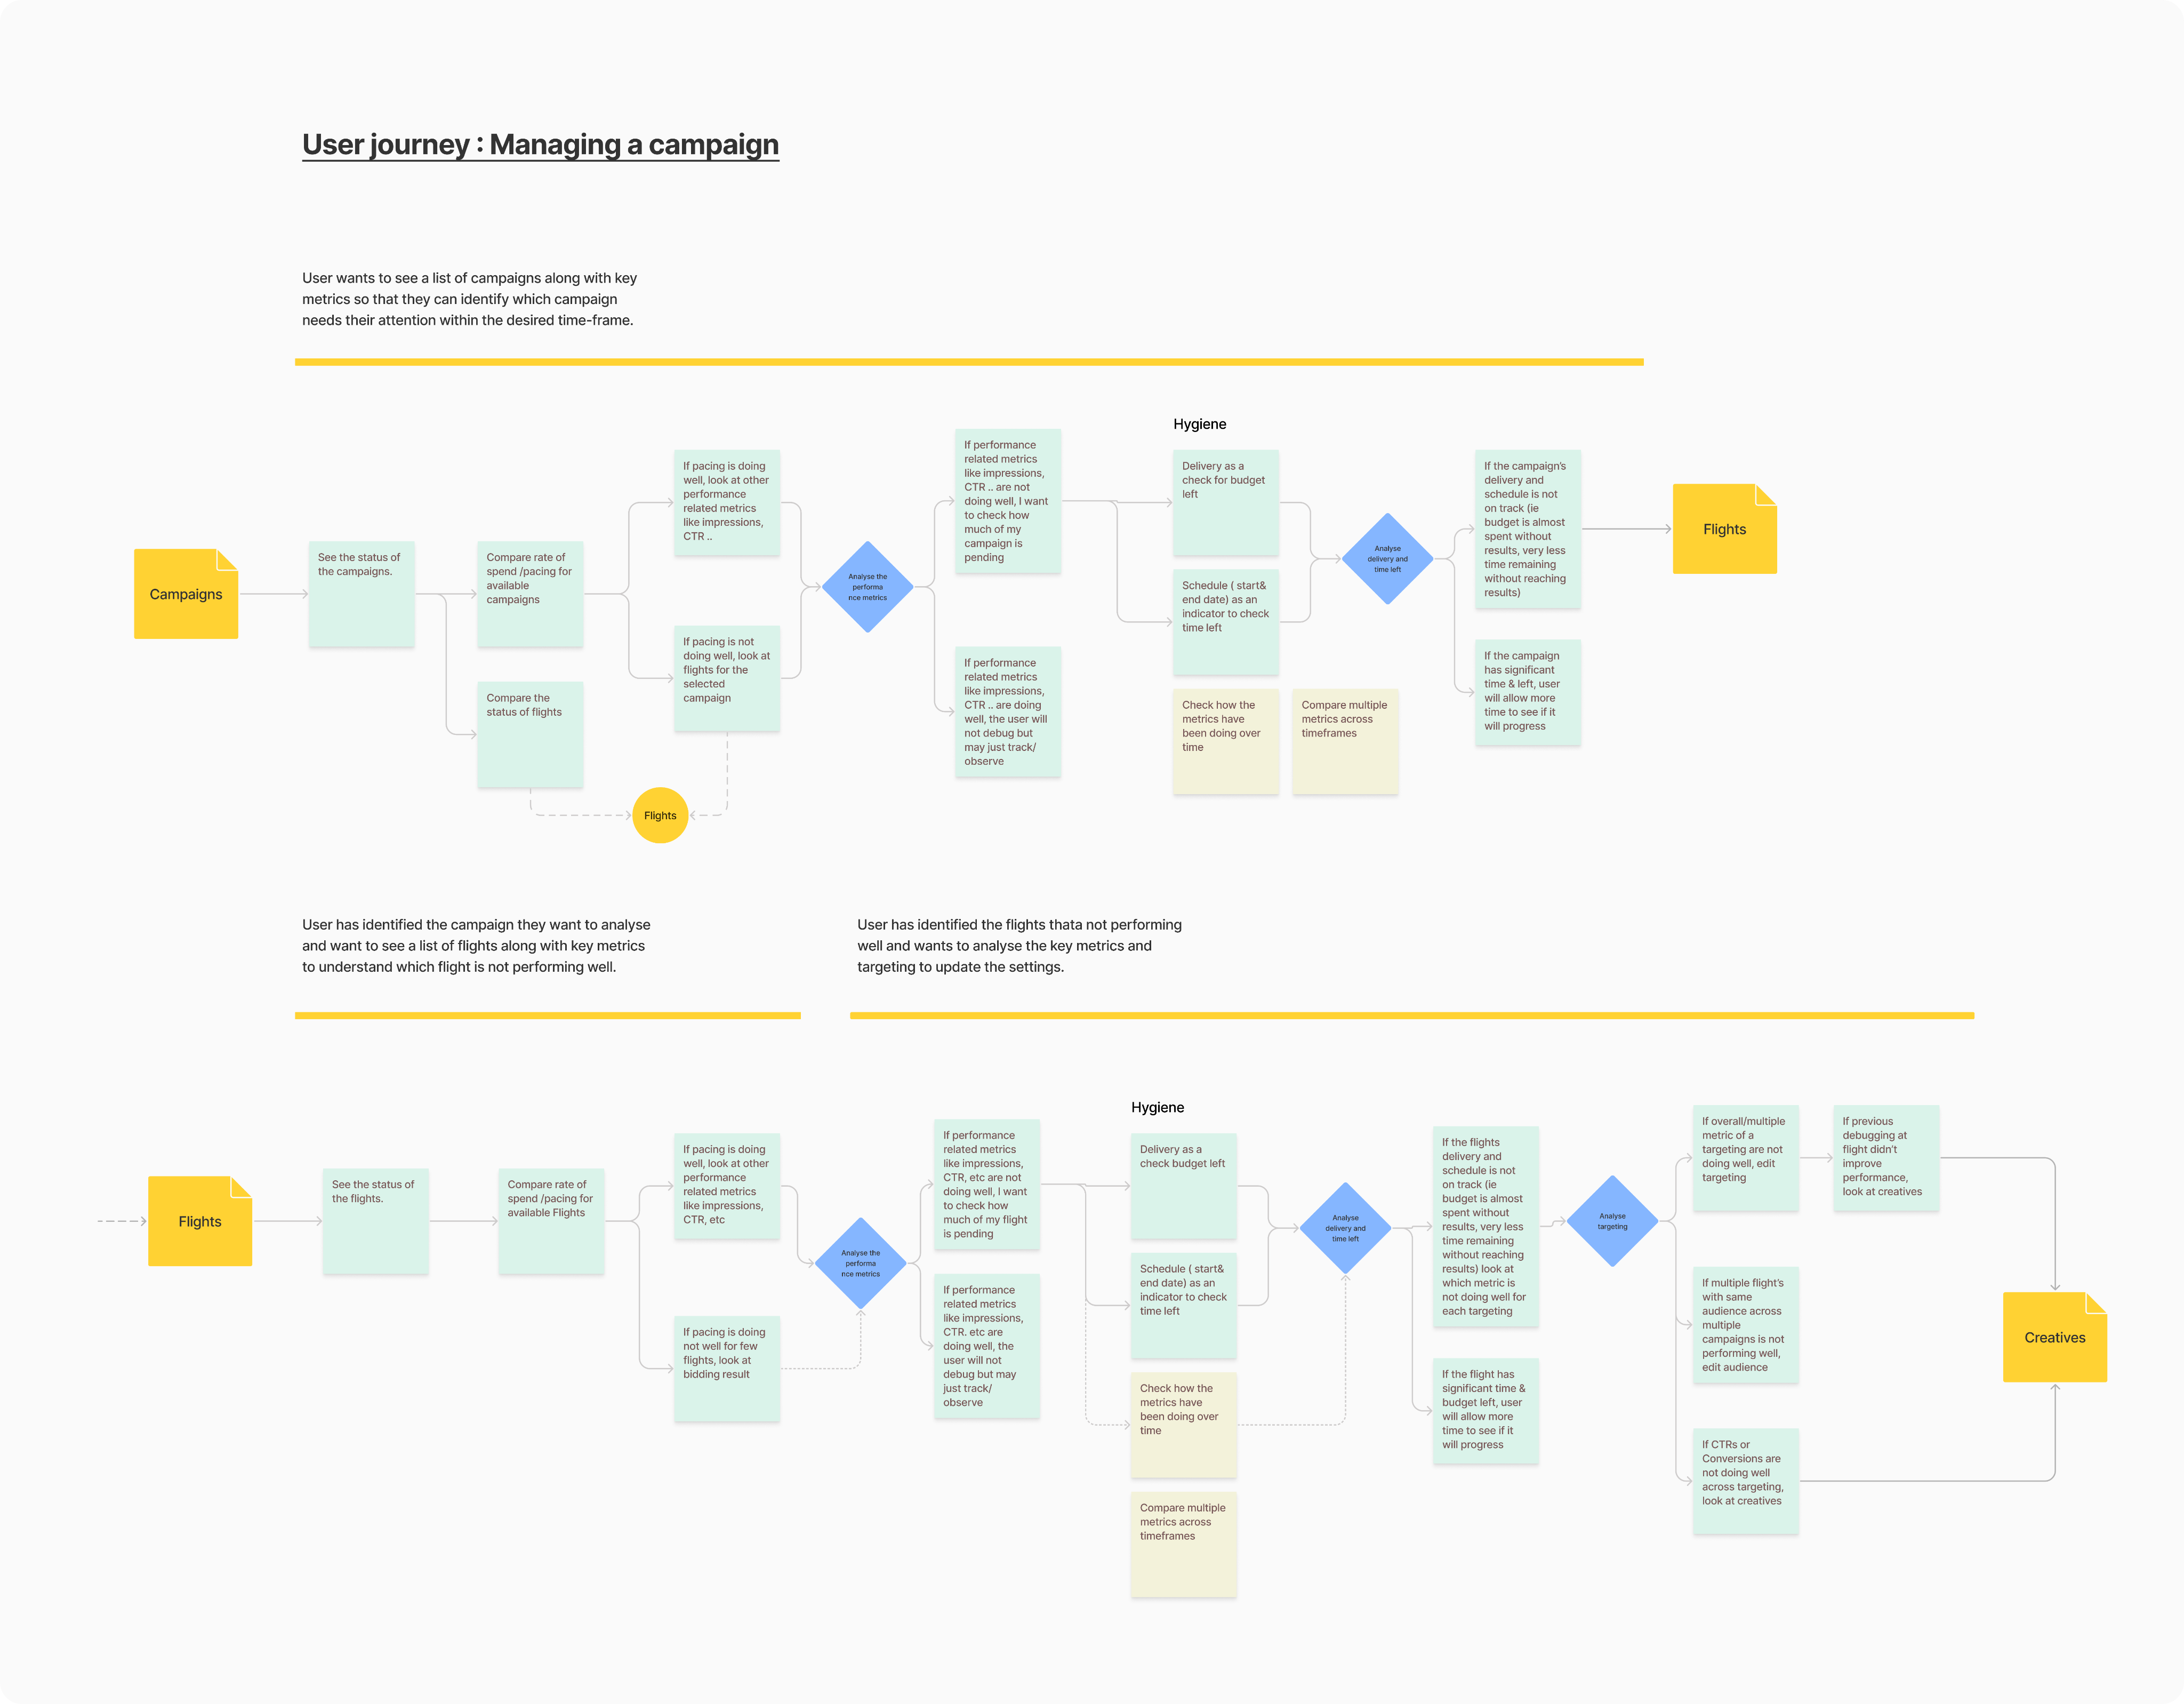 User journey : Managing a campaign
User wants to see a list of campaigns along with key
metrics so that they can identify which campaign
needs their attention within the desired time-frame.
Campaigns
See the status of
the campaigns.
Compare rate of
spend /pacing for
available
campaigns
Compare the
status of flights
If pacing is doing
well, look at other
performance
related metrics
like impressions,
CTR ..
If pacing is not
doing well, look at
flights for the
selected
campaign
Flights
Analyse the
performa
nce metrics
If performance
related metrics
like impressions,
CTR .. are not
doing well, I want
to check how
much of my
campaign is
pending
If performance
related metrics
like impressions,
CTR .. are doing
well, the user will
not debug but
may just track/
observe
Hygiene
Delivery as a
check for budget
left
Schedule ( start&
end date) as an
indicator to check
time left
Check how the
metrics have
been doing over
time
Compare multiple
metrics across
timeframes
Analyse
delivery and
time left
If the campaign's
delivery and
schedule is not
on track (ie
budget is almost
spent without
results, very less
time remaining
without reaching
results)
If the campaign
has significant
time & left, user
will allow more
time to see if it
will progress
Flights
User has identified the campaign they want to analyse
and want to see a list of flights along with key metrics
to understand which flight is not performing well.
User has identified the flights thata not performing
well and wants to analyse the key metrics and
targeting to update the settings.
Flights
See the status of
the flights.
Compare rate of
spend /pacing for
available Flights
If pacing is doing
well, look at other
performance
related metrics
like impressions,
CTR, etc
If pacing is doing
not well for few
flights, look at
bidding result
Analyse the
performa
nce metrics
If performance
related metrics
like impressions,
CTR, etc are not
doing well, I want
to check how
much of my flight
is pending
If performance
related metrics
like impressions,
CTR. etc are
doing well, the
user will not
debug but may
just track/
observe
Hygiene
Delivery as a
check budget left
Schedule ( start&
end date) as an
indicator to check
time left
Check how the
metrics have
been doing over
time
Compare multiple
metrics across
timeframes
Analyse
delivery and
time left
If the flights
delivery and
schedule is not
on track (ie
budget is almost
spent without
results, very less
time remaining
without reaching
results) look at
which metric is
not doing well for
each targeting
If the flight has
significant time &
budget left, user
will allow more
time to see if it
will progress
Analyse
targeting
If overall/multiple
metric of a
targeting are not
doing well, edit
targeting
If previous
debugging at
flight didn't
improve
performance,
look at creatives
If multiple flight's
with same
audience across
multiple
campaigns is not
performing well,
edit audience
If CTRs or
Conversions are
not doing well
across targeting,
look at creatives
Creatives